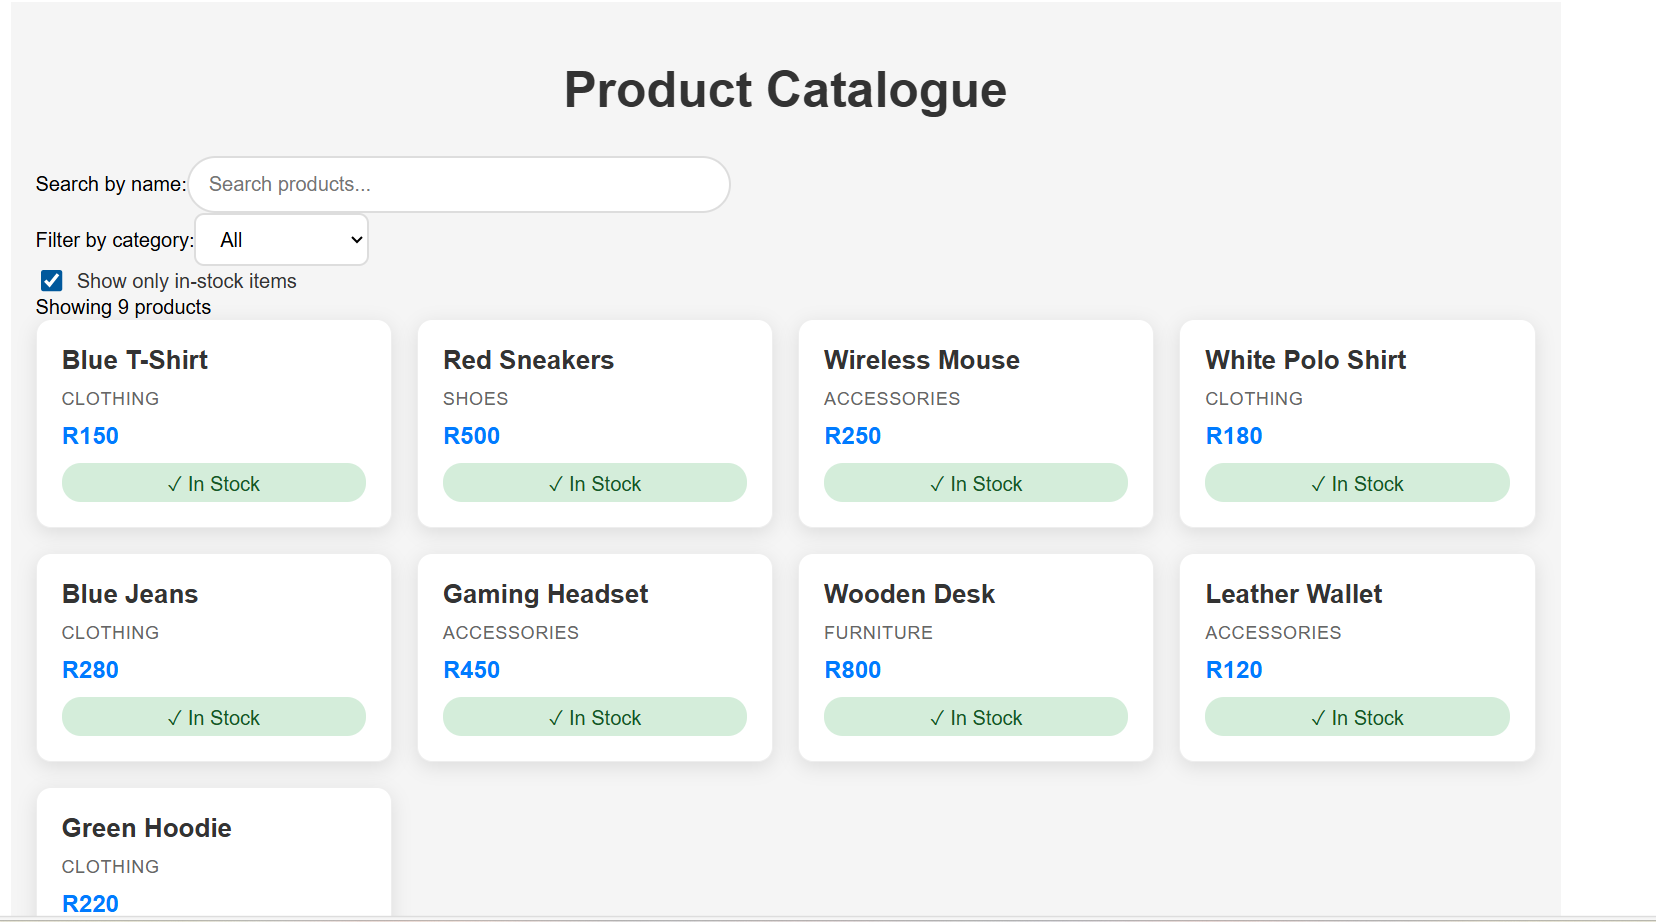 Product Catalogue
Search by name: Search products...
Filter by category: All
Show only in-stock items
Showing 9 products
Blue T-Shirt
CLOTHING
R150
✓ In Stock
Red Sneakers
SHOES
R500
✓ In Stock
Wireless Mouse
ACCESSORIES
R250
✓ In Stock
White Polo Shirt
CLOTHING
R180
✓ In Stock
Blue Jeans
CLOTHING
R280
✓ In Stock
Gaming Headset
ACCESSORIES
R450
✓ In Stock
Wooden Desk
FURNITURE
R800
✓ In Stock
Leather Wallet
ACCESSORIES
R120
✓ In Stock
Green Hoodie
CLOTHING
R220